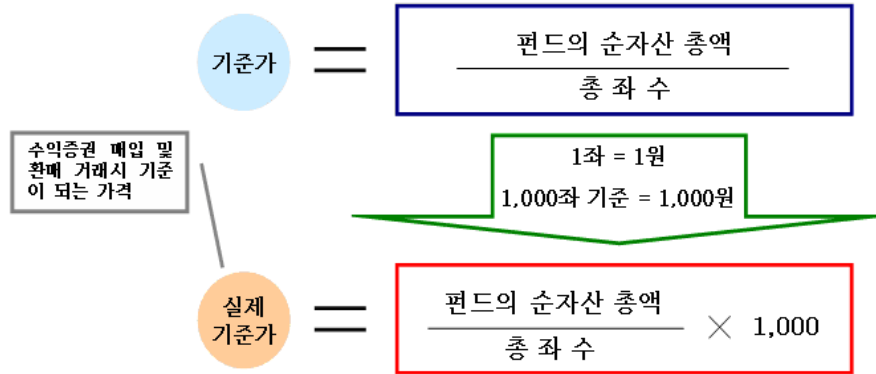 기준가
=
펀드의 순자산 총액
총 좌 수
수익증권 매입 및
환매 거래시 기준
이 되는 가격
1좌 = 1원
1,000좌 기준 = 1,000원
실제
기준가
=
펀드의 순자산 총액
총 좌 수
× 1,000